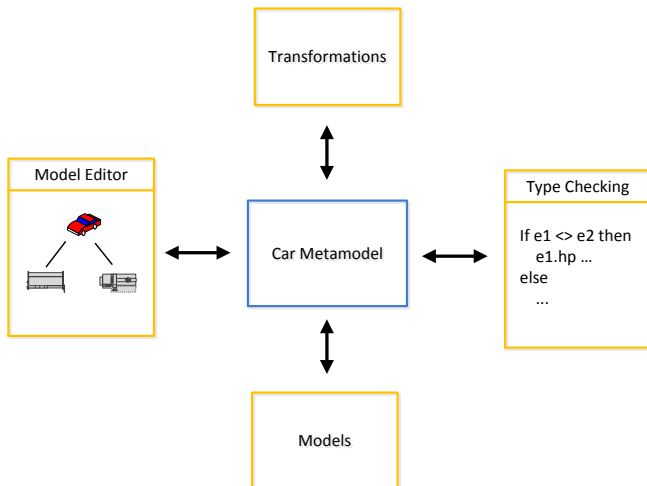 Transformations
Model Editor
Car Metamodel
Type Checking
If e1 <> e2 then
e1.hp ...
else
...
Models